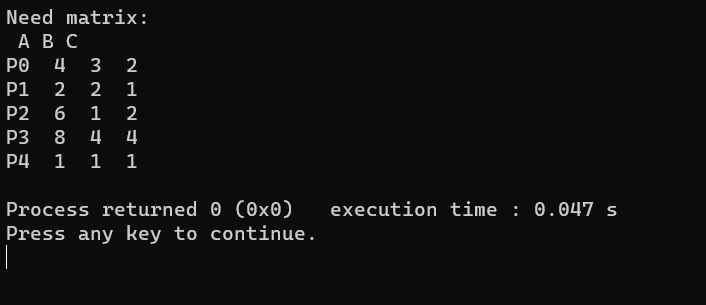 Need matrix:
 A B C
P0  4  3  2
P1  2  2  1
P2  6  1  2
P3  8  4  4
P4  1  1  1

Process returned 0 (0x0)   execution time : 0.047 s
Press any key to continue.